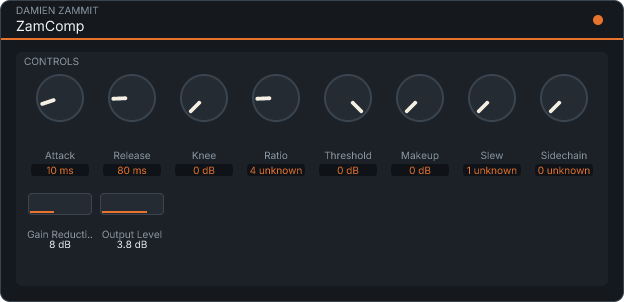 DAMIEN ZAMMIT
ZamComp
CONTROLS
Attack Release Knee Ratio Threshold Makeup Slew Sidechain
10 ms 80 ms 0 dB 4 unknown 0 dB 0 dB 1 unknown 0 unknown
Gain Reducti.. Output Level
8 dB 3.8 dB